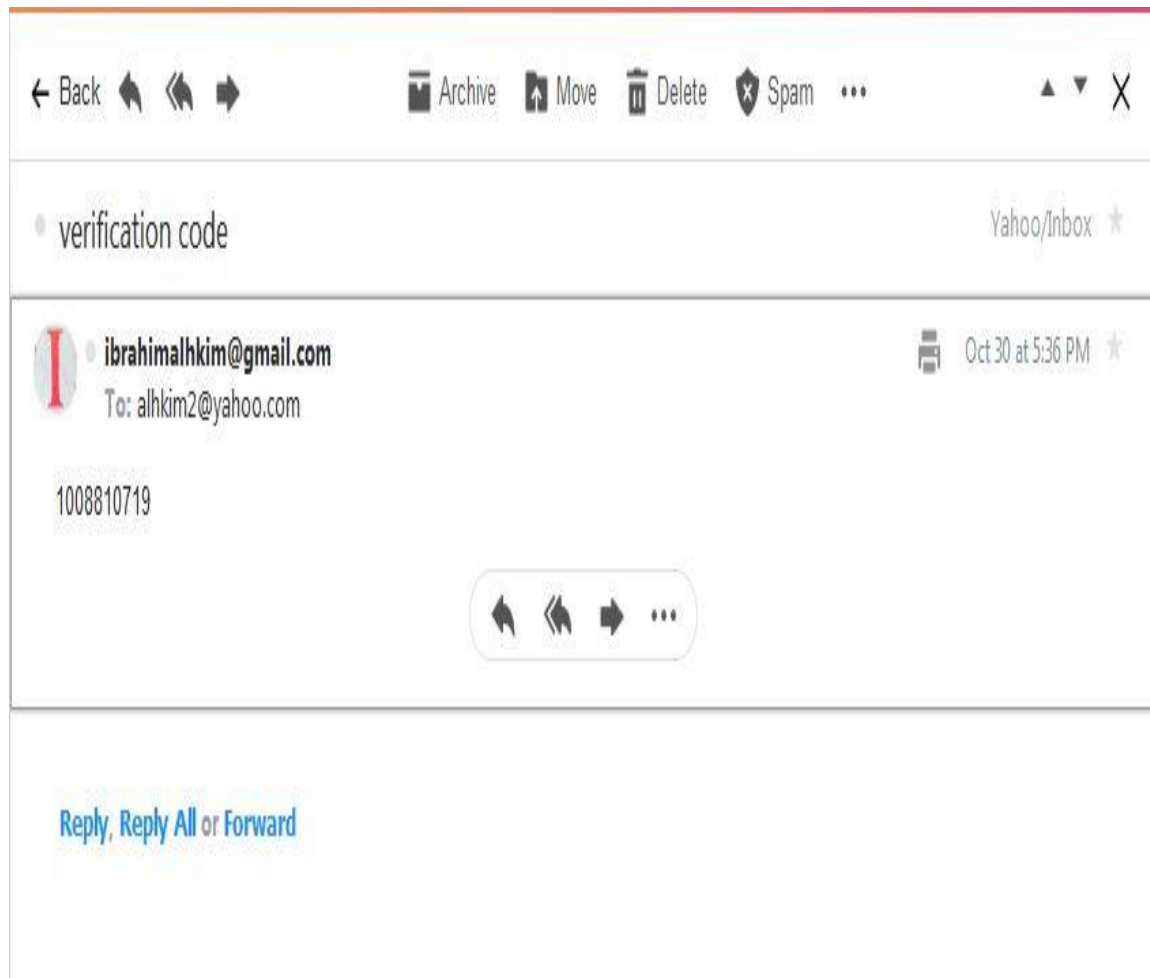 Back Archive Move Delete Spam
verification code Yahoo/Inbox
I ibrahimalhkim@gmail.com Oct 30 at 5:36 PM
To: alhkim2@yahoo.com
1008810719
Reply, Reply All or Forward